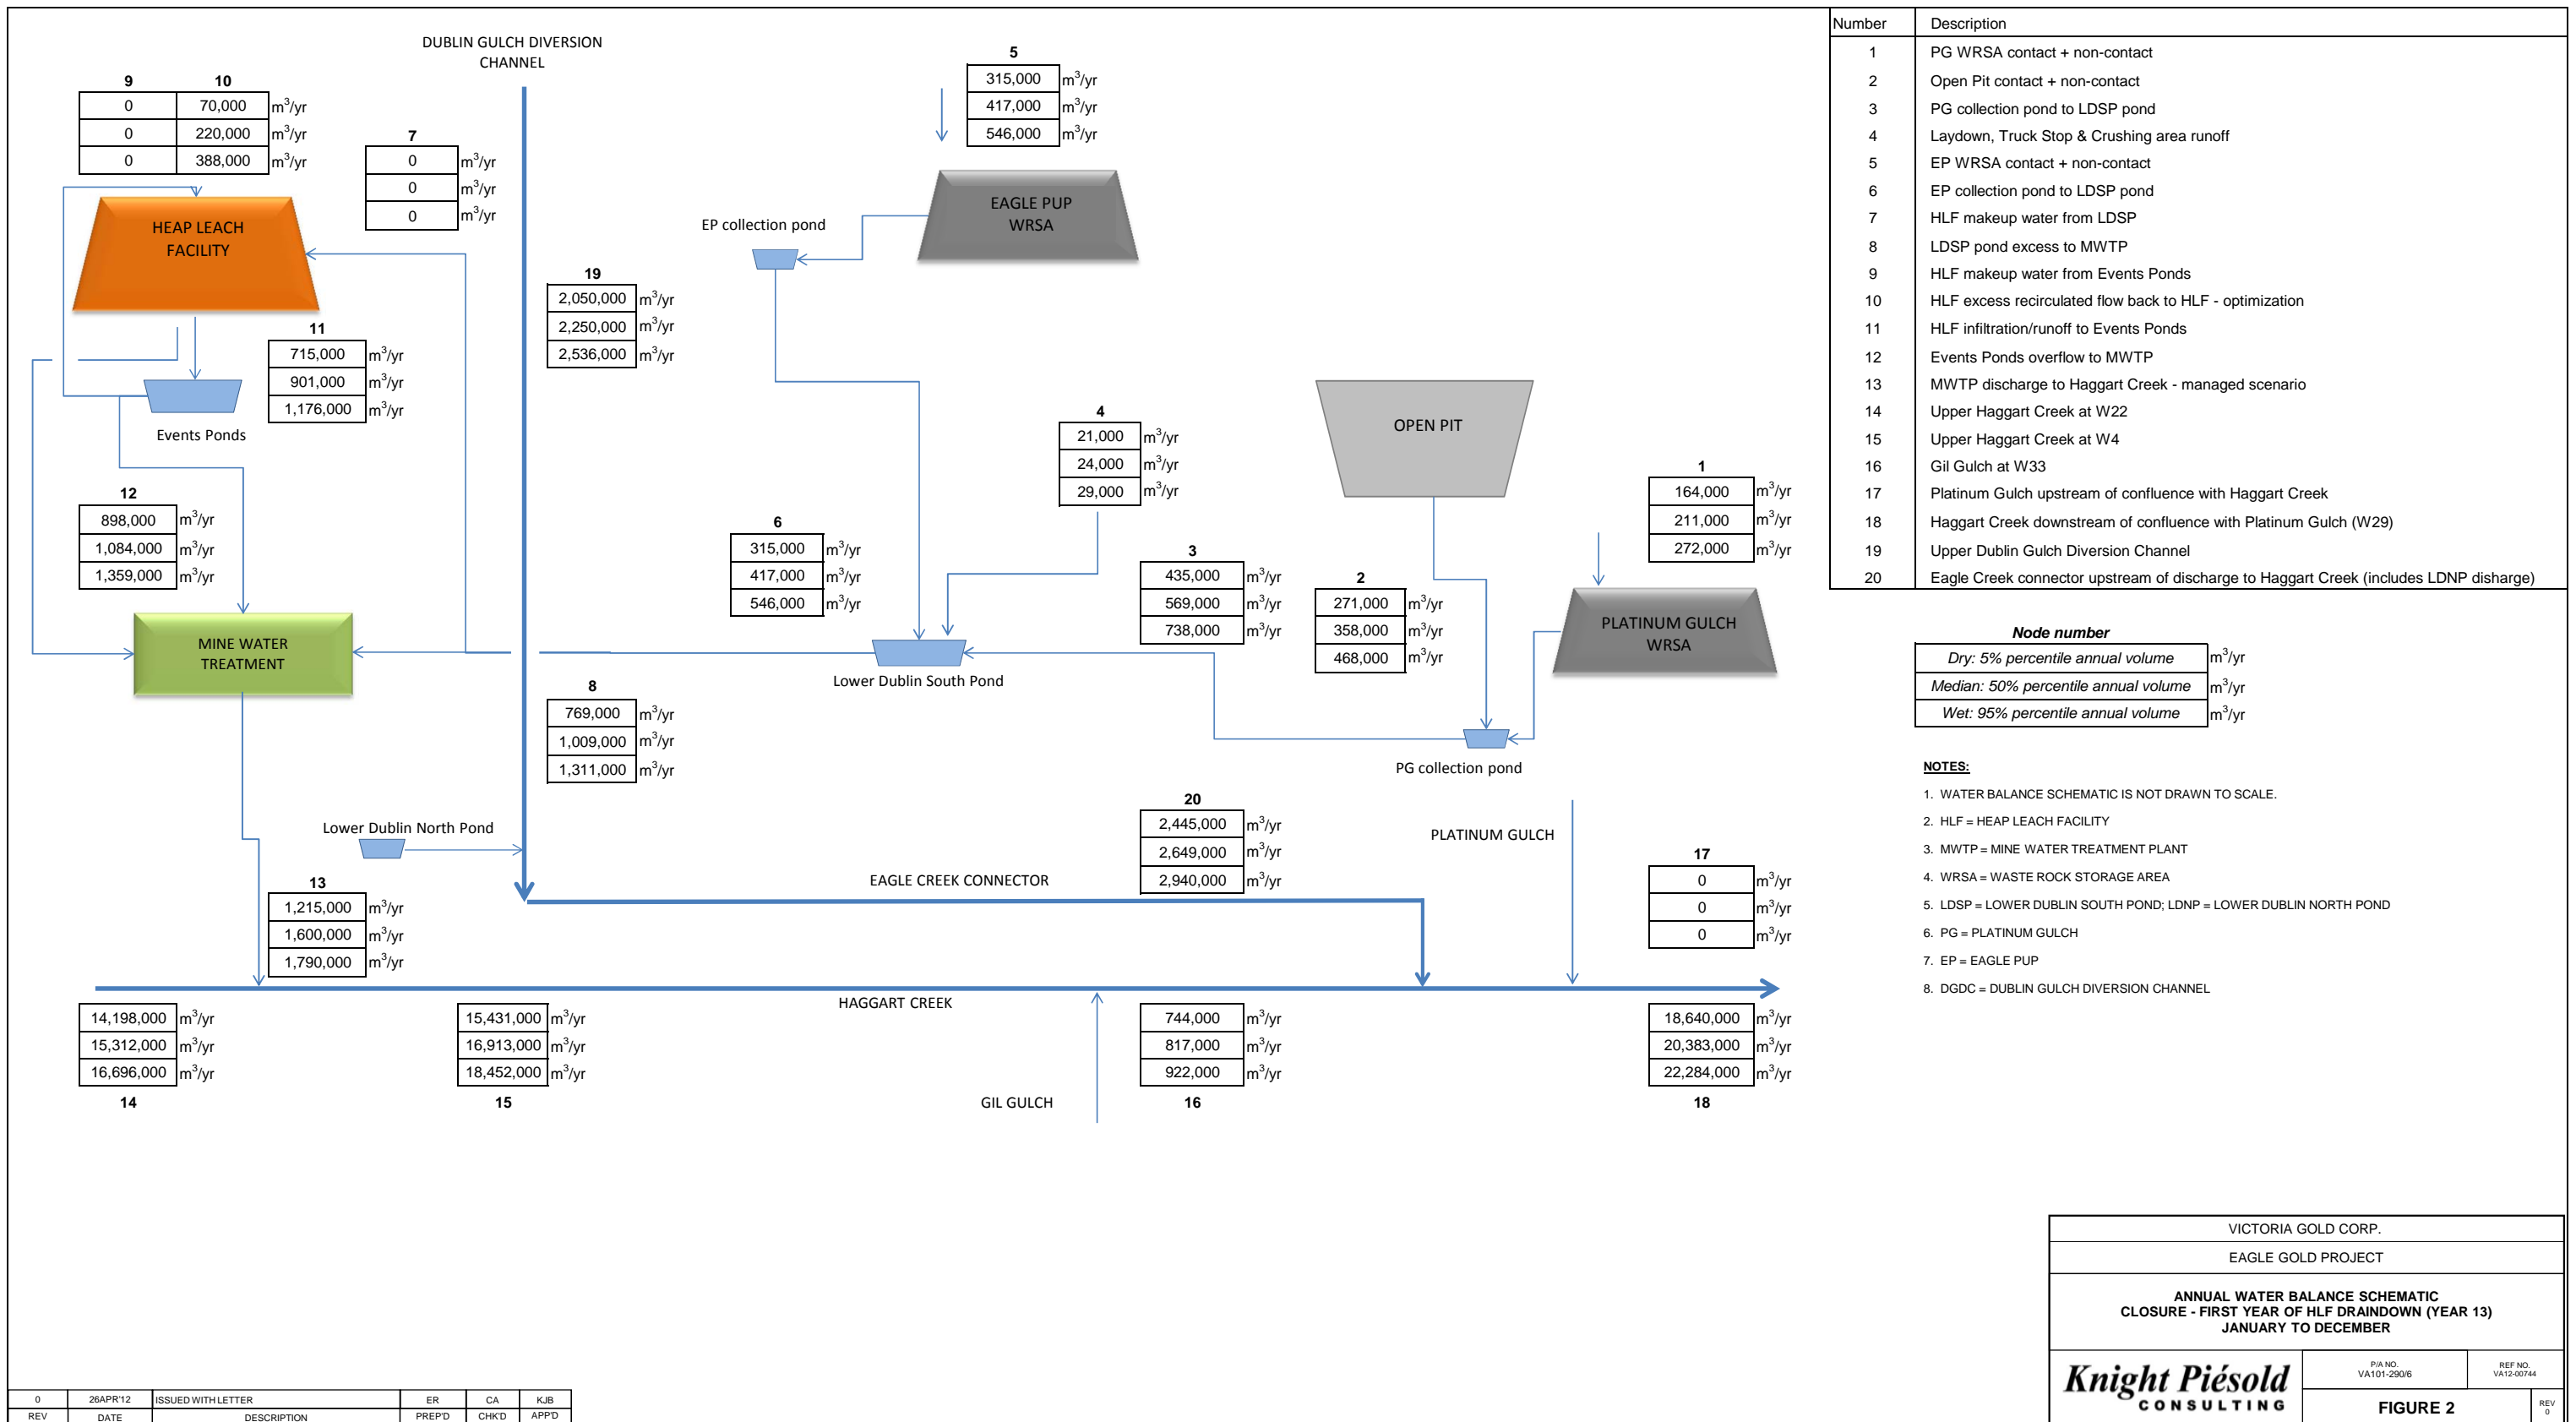 DUBLIN GULCH DIVERSION
CHANNEL
9 10
0 70,000 m³/yr
0 220,000 m³/yr
0 388,000 m³/yr
7
0 m³/yr
0 m³/yr
0 m³/yr
5
315,000 m³/yr
417,000 m³/yr
546,000 m³/yr
HEAP LEACH
FACILITY
EP collection pond
EAGLE PUP
WRSA
19
2,050,000 m³/yr
2,250,000 m³/yr
2,536,000 m³/yr
11
715,000 m³/yr
901,000 m³/yr
1,176,000 m³/yr
Events Ponds
4
21,000 m³/yr
24,000 m³/yr
29,000 m³/yr
OPEN PIT
1
164,000 m³/yr
211,000 m³/yr
272,000 m³/yr
12
898,000 m³/yr
1,084,000 m³/yr
1,359,000 m³/yr
6
315,000 m³/yr
417,000 m³/yr
546,000 m³/yr
3
435,000 m³/yr
569,000 m³/yr
738,000 m³/yr
2
271,000 m³/yr
358,000 m³/yr
468,000 m³/yr
MINE WATER
TREATMENT
PLATINUM GULCH
WRSA
Lower Dublin South Pond
8
769,000 m³/yr
1,009,000 m³/yr
1,311,000 m³/yr
PG collection pond
Lower Dublin North Pond
20
2,445,000 m³/yr
2,649,000 m³/yr
2,940,000 m³/yr
PLATINUM GULCH
17
0 m³/yr
0 m³/yr
0 m³/yr
EAGLE CREEK CONNECTOR
13
1,215,000 m³/yr
1,600,000 m³/yr
1,790,000 m³/yr
HAGGART CREEK
14,198,000 m³/yr
15,312,000 m³/yr
16,696,000 m³/yr
14
15,431,000 m³/yr
16,913,000 m³/yr
18,452,000 m³/yr
15
GIL GULCH
744,000 m³/yr
817,000 m³/yr
922,000 m³/yr
16
18,640,000 m³/yr
20,383,000 m³/yr
22,284,000 m³/yr
18
Number Description
1 PG WRSA contact + non-contact
2 Open Pit contact + non-contact
3 PG collection pond to LDSP pond
4 Laydown, Truck Stop & Crushing area runoff
5 EP WRSA contact + non-contact
6 EP collection pond to LDSP pond
7 HLF makeup water from LDSP
8 LDSP pond excess to MWTP
9 HLF makeup water from Events Ponds
10 HLF excess recirculated flow back to HLF - optimization
11 HLF infiltration/runoff to Events Ponds
12 Events Ponds overflow to MWTP
13 MWTP discharge to Haggart Creek - managed scenario
14 Upper Haggart Creek at W22
15 Upper Haggart Creek at W4
16 Gil Gulch at W33
17 Platinum Gulch upstream of confluence with Haggart Creek
18 Haggart Creek downstream of confluence with Platinum Gulch (W29)
19 Upper Dublin Gulch Diversion Channel
20 Eagle Creek connector upstream of discharge to Haggart Creek (includes LDNP disharge)
Node number
Dry: 5% percentile annual volume m³/yr
Median: 50% percentile annual volume m³/yr
Wet: 95% percentile annual volume m³/yr
NOTES:
1. WATER BALANCE SCHEMATIC IS NOT DRAWN TO SCALE.
2. HLF = HEAP LEACH FACILITY
3. MWTP = MINE WATER TREATMENT PLANT
4. WRSA = WASTE ROCK STORAGE AREA
5. LDSP = LOWER DUBLIN SOUTH POND; LDNP = LOWER DUBLIN NORTH POND
6. PG = PLATINUM GULCH
7. EP = EAGLE PUP
8. DGDC = DUBLIN GULCH DIVERSION CHANNEL
VICTORIA GOLD CORP.
EAGLE GOLD PROJECT
ANNUAL WATER BALANCE SCHEMATIC
CLOSURE - FIRST YEAR OF HLF DRAINDOWN (YEAR 13)
JANUARY TO DECEMBER
Knight Piésold
CONSULTING
P/A NO.
VA101-290/6
REF NO.
VA12-00744
FIGURE 2
REV
0
0 26APR'12 ISSUED WITH LETTER ER CA KJB
REV DATE DESCRIPTION PREP'D CHK'D APP'D